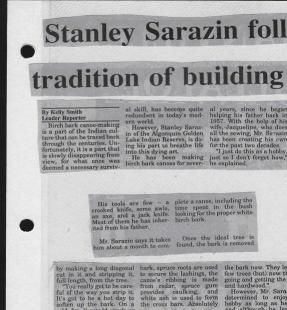 Stanley Sarazin foll
tradition of building
By Kelly Smith
Leader Reporter
Birch bark canoe-making
is a part of the Indian cul-
ture that can be traced back
through the centuries. Un-
fortunately, it is a part that
is slowly disappearing from
view, for what once was
deemed a necessary surviv-
al skill, has become quite
redundant in today's mod-
ern world.
However, Stanley Saraz-
in of the Algonquin Golden
Lake Indian Reserve, is do-
ing his part to breathe life
into this dying art.
He has been making
birch bark canoes for sever-
al years, since he began
helping his father back in
1957. With the help of his
wife, Jacqueline, who does
all the sewing, Mr. Sarazin
has been creating his
for the past two decades.
"I just do this as a hobby,
just so I don't forget how,"
he explained.
His tools are few - a
crooked knife, some awls,
an axe, and a jack knife.
Most of them he has inher-
ited from his father.
Mr. Sarazin says it takes
him about a month to com-
plete a canoe, including the
time spent in the bush
looking for the proper white
birch bark.
Once the ideal tree is
found, the bark is removed
by making a long diagonal
cut in it and stripping it,
full length, from the tree.
"You really got to be care-
ful of the way you strip it.
It's got to be a hot day to
soften up the bark. On a
bark, spruce roots are used
to secure the lashings, the
canoe's ribbing is made
from cedar, spruce gum
provides caulking, and
white ash is used to form
the cross bars. Absolutely
the bark now. They le
few trees (but) now th
going and getting the
and hardwood."
However, Mr. Sara
determined to enjoy
hobby as long as he
and although he